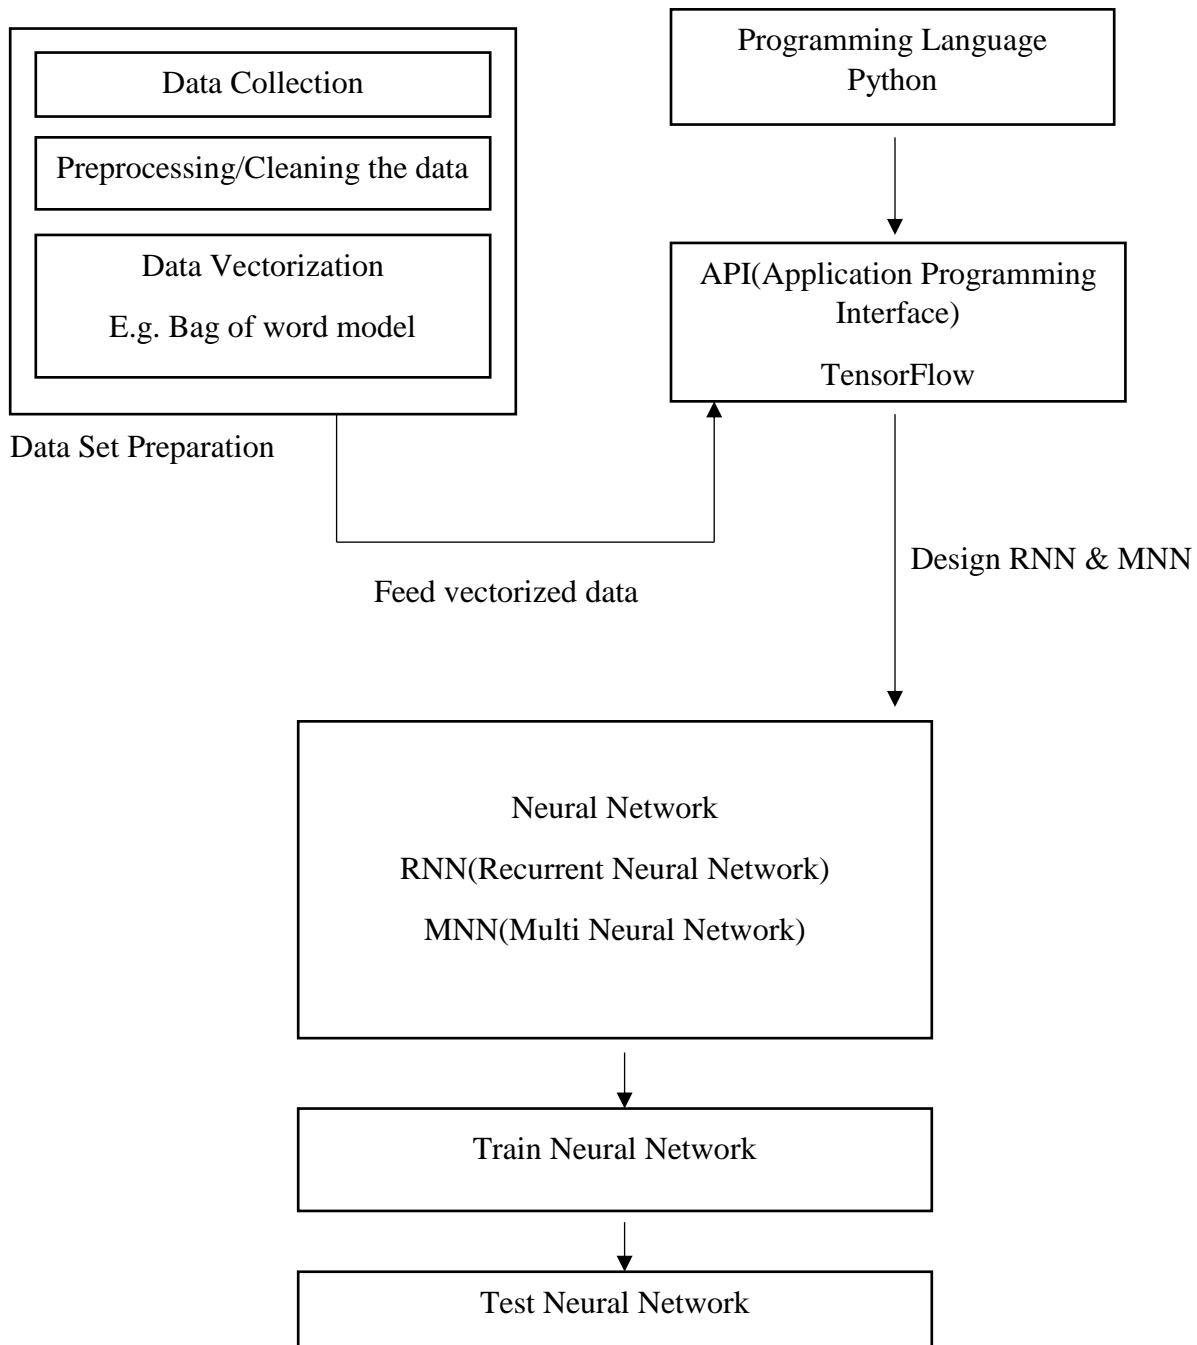 Data Collection
Preprocessing/Cleaning the data
Data Vectorization
E.g. Bag of word model
Data Set Preparation
Programming Language
Python
API(Application Programming
Interface)
TensorFlow
Feed vectorized data
Design RNN & MNN
Neural Network
RNN(Recurrent Neural Network)
MNN(Multi Neural Network)
Train Neural Network
Test Neural Network